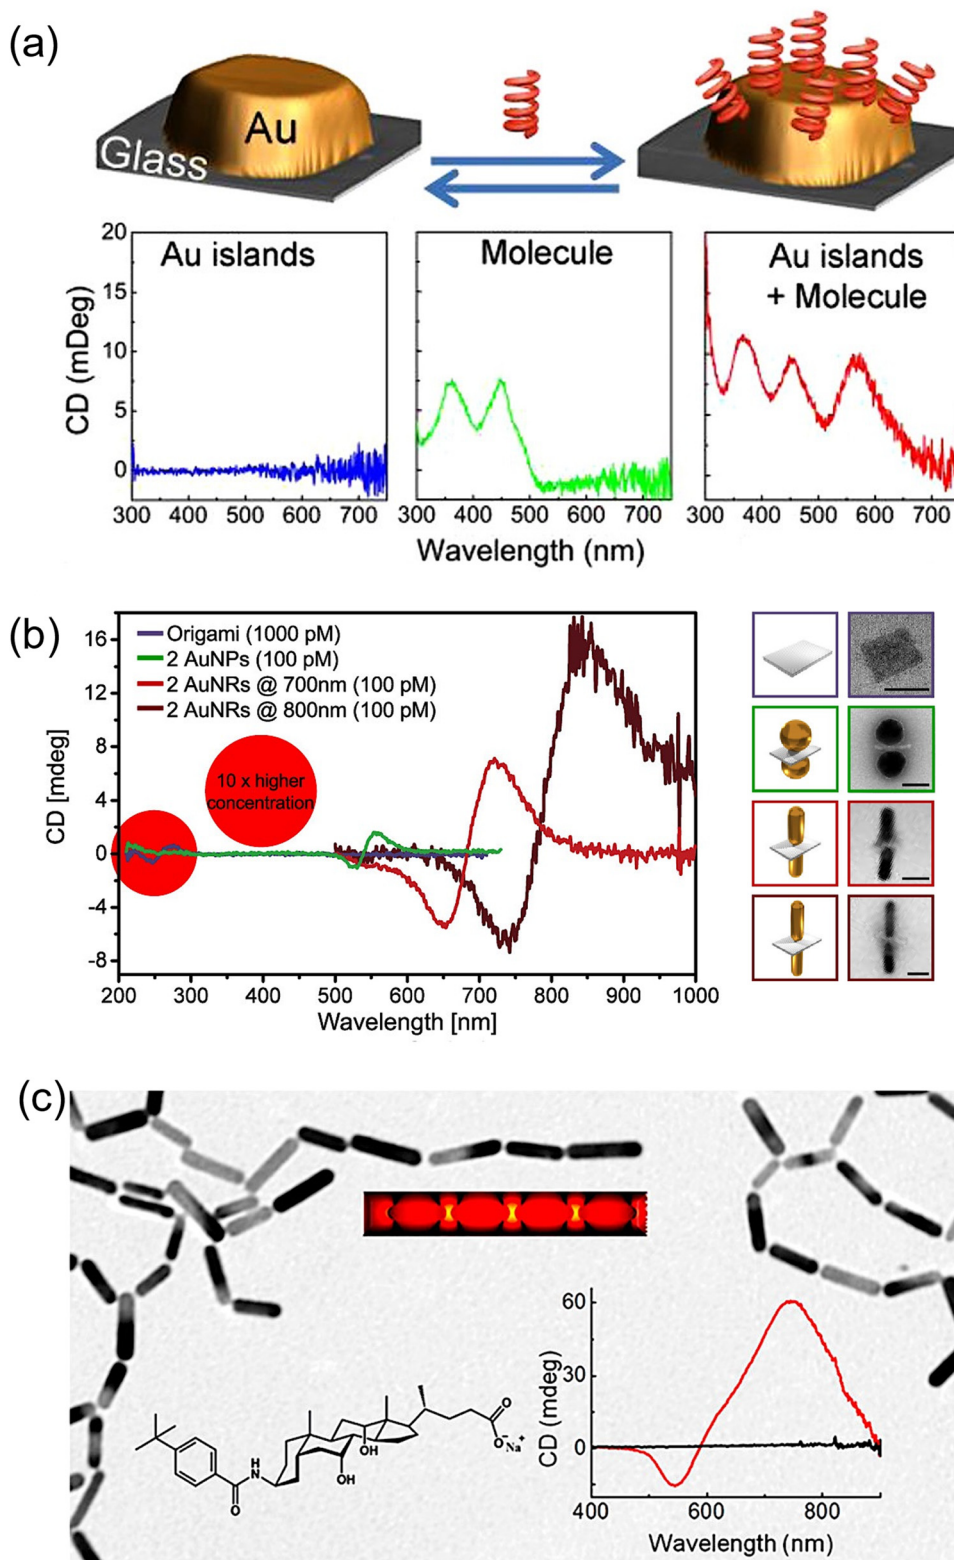 (a)
Au
Glass
Au islands
Molecule
Au islands
+ Molecule
20
15
10
5
0
CD (mDeg)
300 400 500 600 700
300 400 500 600 700
300 400 500 600 700
Wavelength (nm)
(b)
Origami (1000 pM)
2 AuNPs (100 pM)
2 AuNRs @ 700nm (100 pM)
2 AuNRs @ 800nm (100 pM)
10 x higher
concentration
16
12
8
4
0
-4
-8
CD [mdeg]
200 300 400 500 600 700 800 900 1000
Wavelength [nm]
(c)
O
O⁻Na⁺
OH
OH
H
N
O
60
30
0
CD (mdeg)
400 600 800
Wavelength (nm)